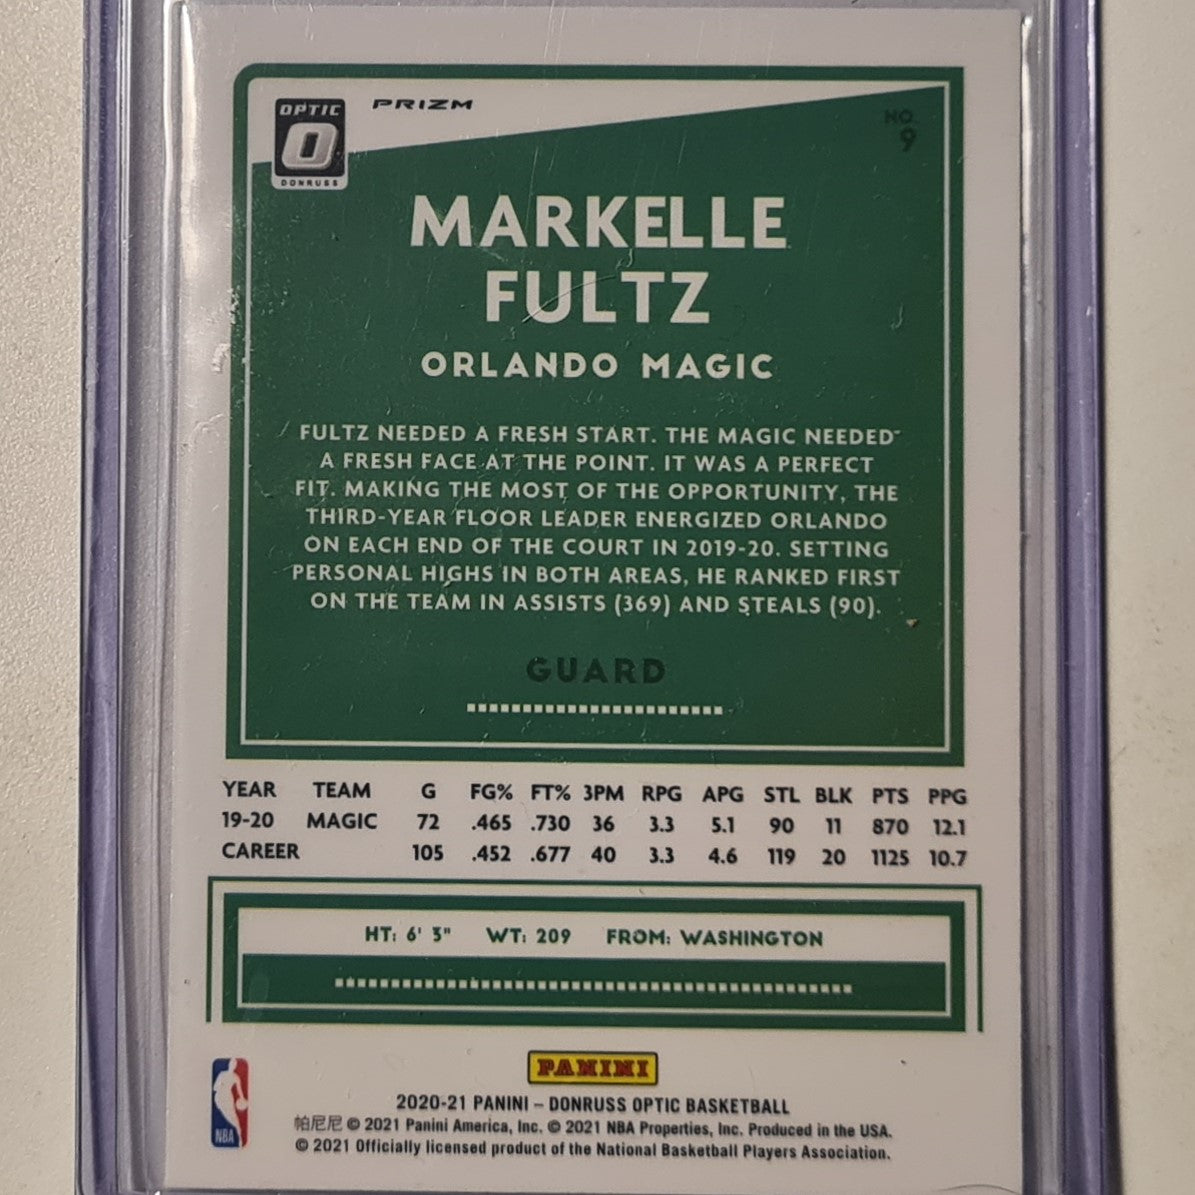 OPTIC
O
DONRUSS
PRIZM
NO
9
MARKELLE
FULTZ
ORLANDO MAGIC
FULTZ NEEDED A FRESH START. THE MAGIC NEEDED
A FRESH FACE AT THE POINT. IT WAS A PERFECT
FIT. MAKING THE MOST OF THE OPPORTUNITY, THE
THIRD-YEAR FLOOR LEADER ENERGIZED ORLANDO
ON EACH END OF THE COURT IN 2019-20. SETTING
PERSONAL HIGHS IN BOTH AREAS, HE RANKED FIRST
ON THE TEAM IN ASSISTS (369) AND STEALS (90).
GUARD
YEAR TEAM G FG% FT% 3PM RPG APG STL BLK PTS PPG
19-20 MAGIC 72 .465 .730 36 3.3 5.1 90 11 870 12.1
CAREER 105 .452 .677 40 3.3 4.6 119 20 1125 10.7
HT: 6' 3" WT: 209 FROM: WASHINGTON
PANINI
NBA
2020-21 PANINI – DONRUSS OPTIC BASKETBALL
帕尼尼 © 2021 Panini America, Inc. © 2021 NBA Properties, Inc. Produced in the USA.
© 2021 Officially licensed product of the National Basketball Players Association.